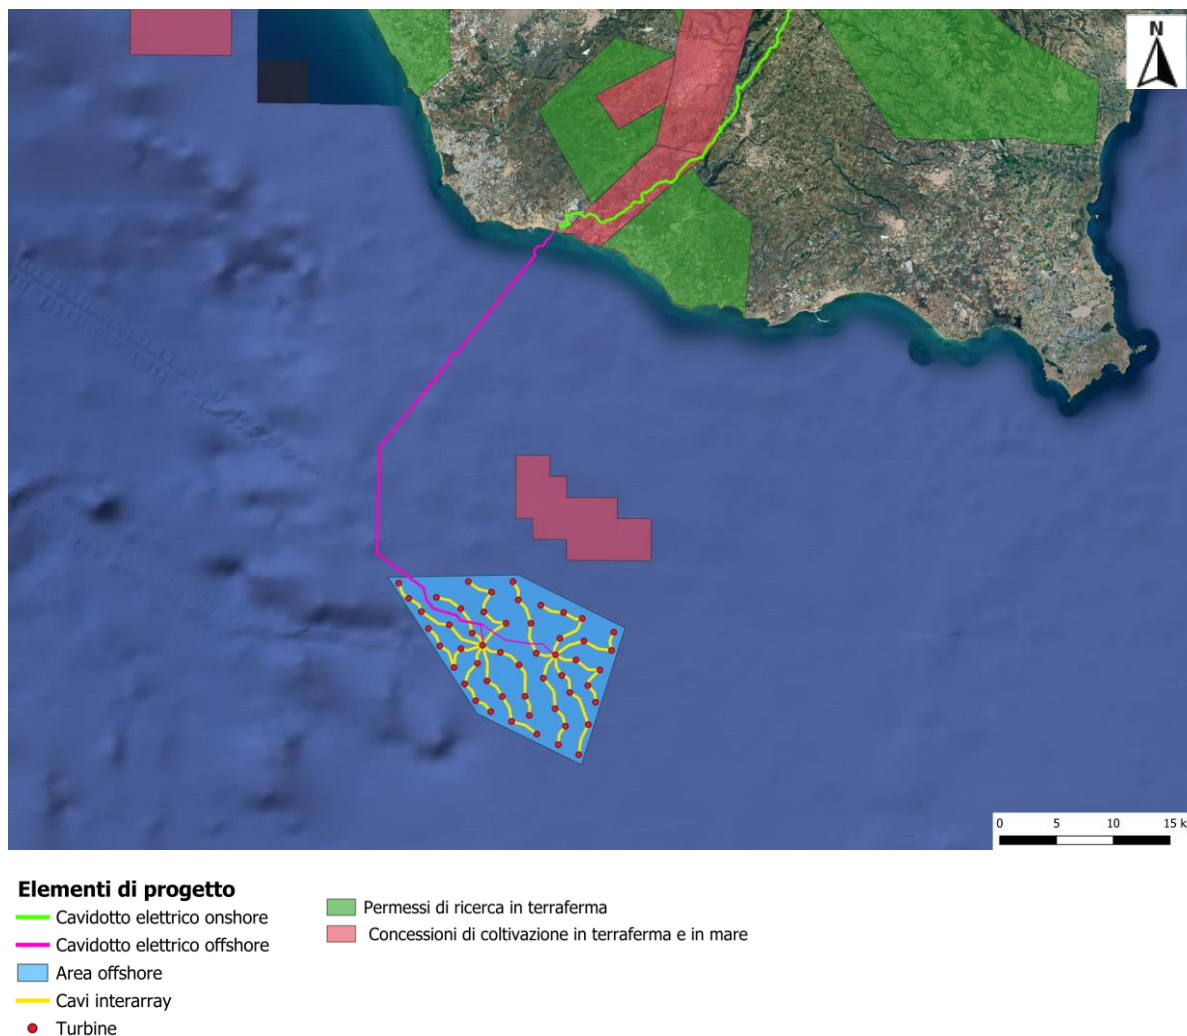 N
0 5 10 15 k
Elementi di progetto
Cavidotto elettrico onshore
Cavidotto elettrico offshore
Area offshore
Cavi interarray
Turbine
Permessi di ricerca in terraferma
Concessioni di coltivazione in terraferma e in mare